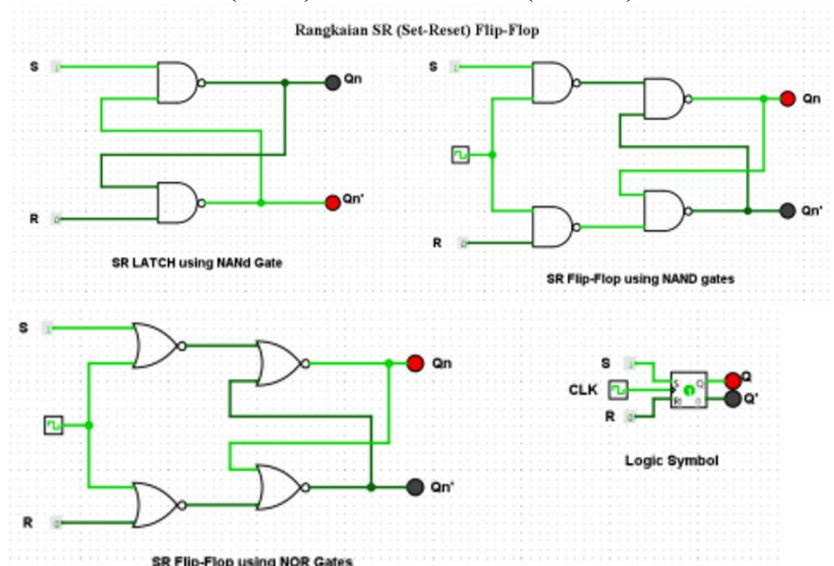 Rangkaian SR (Set-Reset) Flip-Flop
S
Qn
R
Qn'
SR LATCH using NANd Gate
S
Qn
R
Qn'
SR Flip-Flop using NAND gates
S
Qn
R
Qn'
SR Flip-Flop using NOR Gates
S
CLK
R
S Q
Q
Q'
Logic Symbol